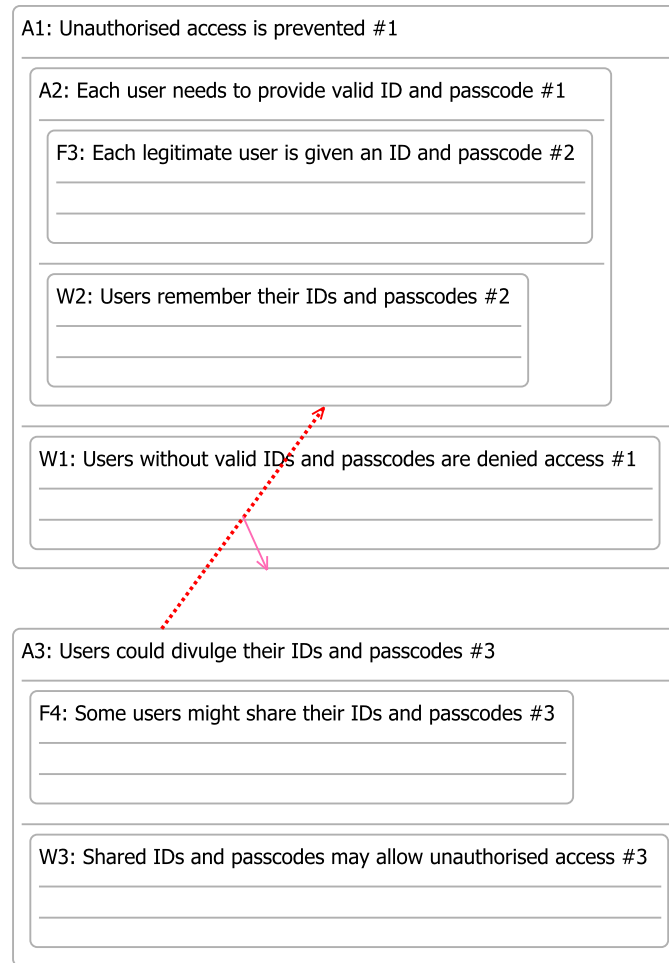 A1: Unauthorised access is prevented #1
A2: Each user needs to provide valid ID and passcode #1
F3: Each legitimate user is given an ID and passcode #2
W2: Users remember their IDs and passcodes #2
W1: Users without valid IDs and passcodes are denied access #1
A3: Users could divulge their IDs and passcodes #3
F4: Some users might share their IDs and passcodes #3
W3: Shared IDs and passcodes may allow unauthorised access #3